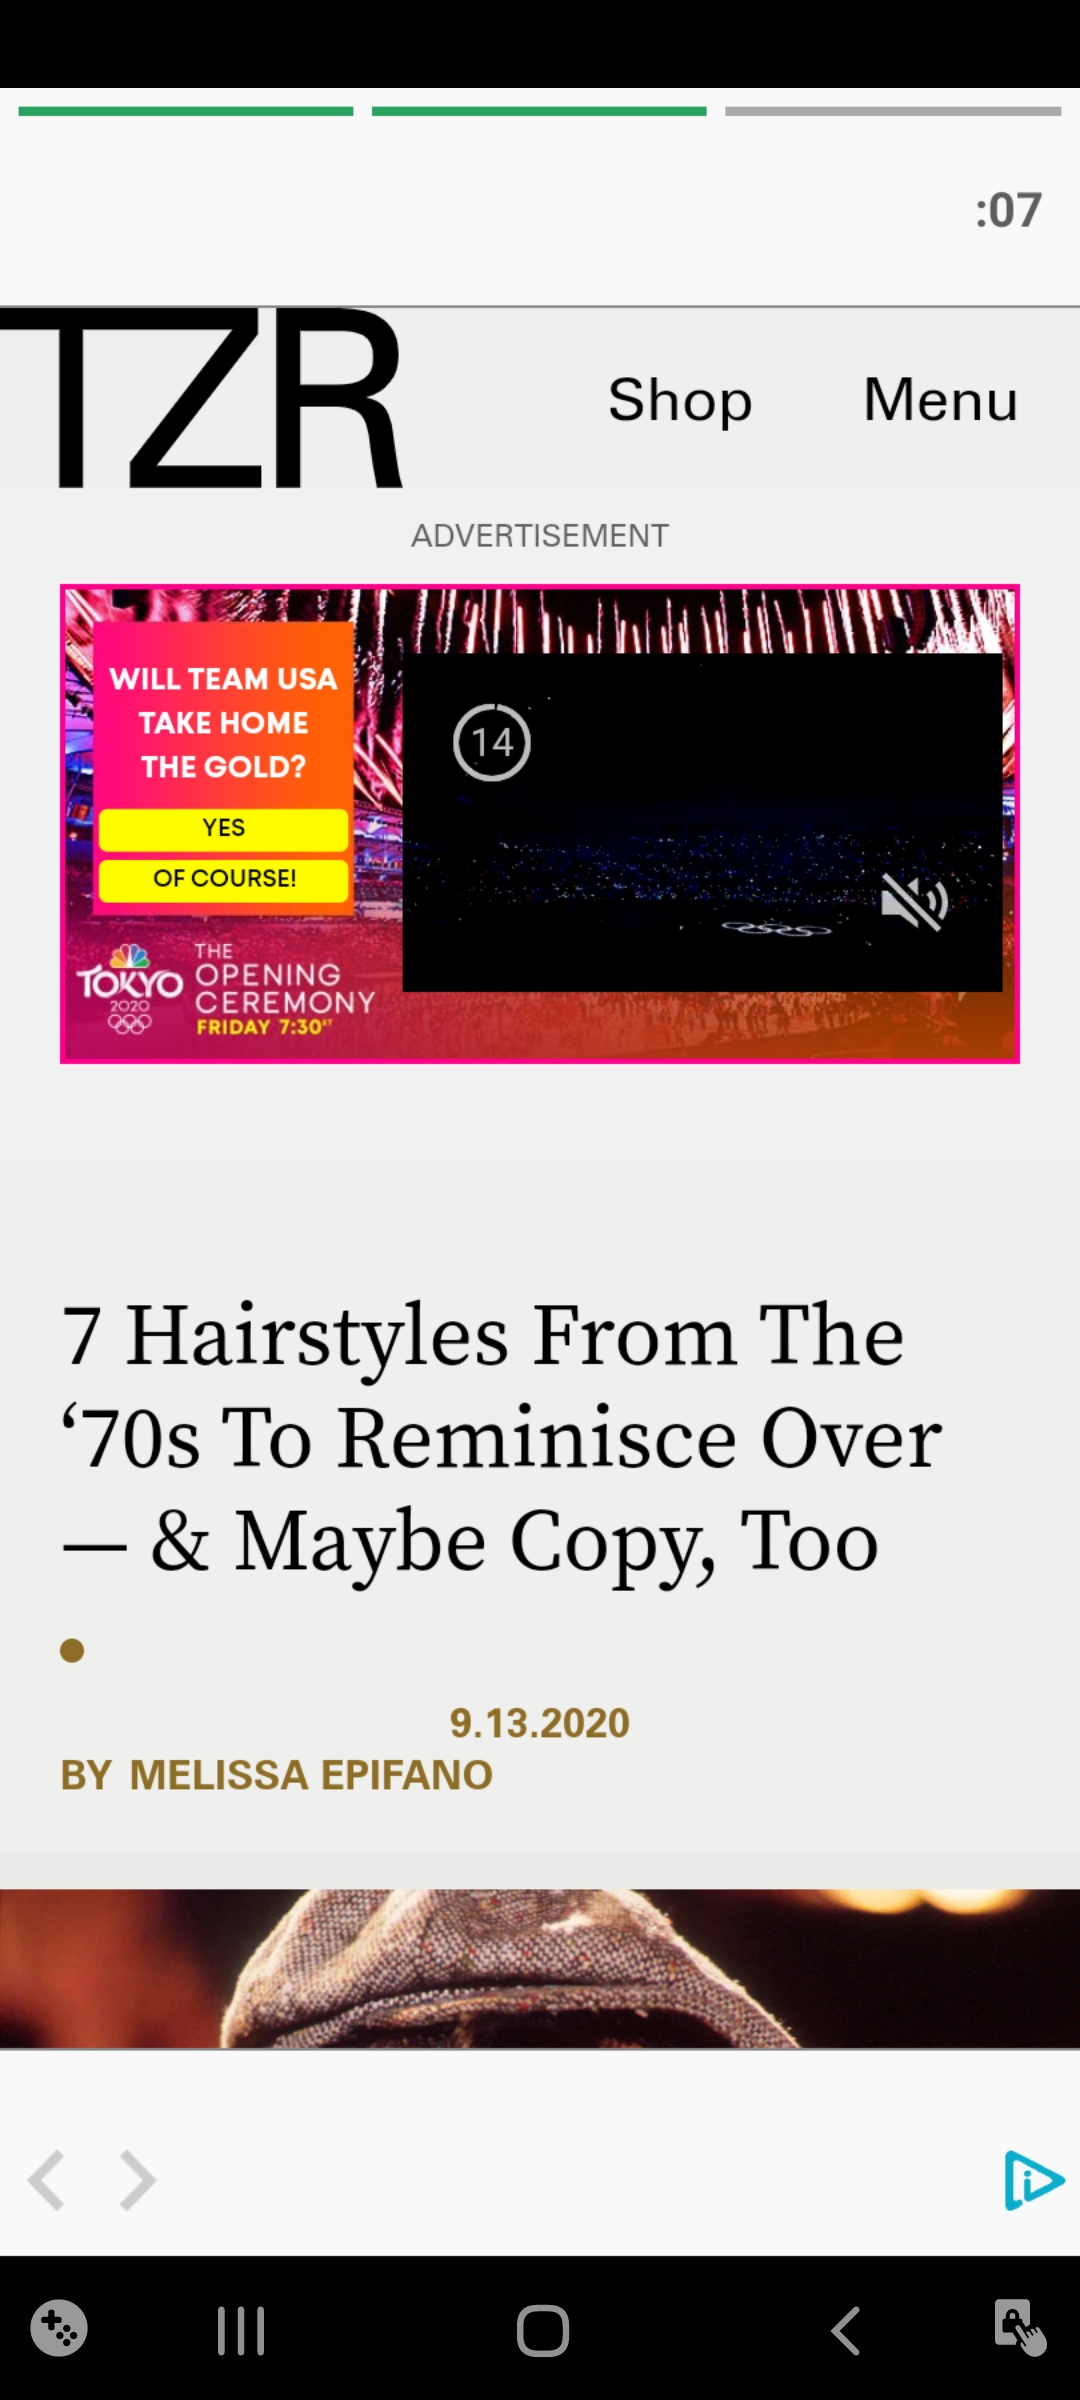 :07
TZR
Shop
Menu
ADVERTISEMENT
WILL TEAM USA
TAKE HOME
THE GOLD?
YES
OF COURSE!
14
TOKYO
2020
THE
OPENING
CEREMONY
FRIDAY 7:30ET
7 Hairstyles From The
‘70s To Reminisce Over
— & Maybe Copy, Too
9.13.2020
BY MELISSA EPIFANO